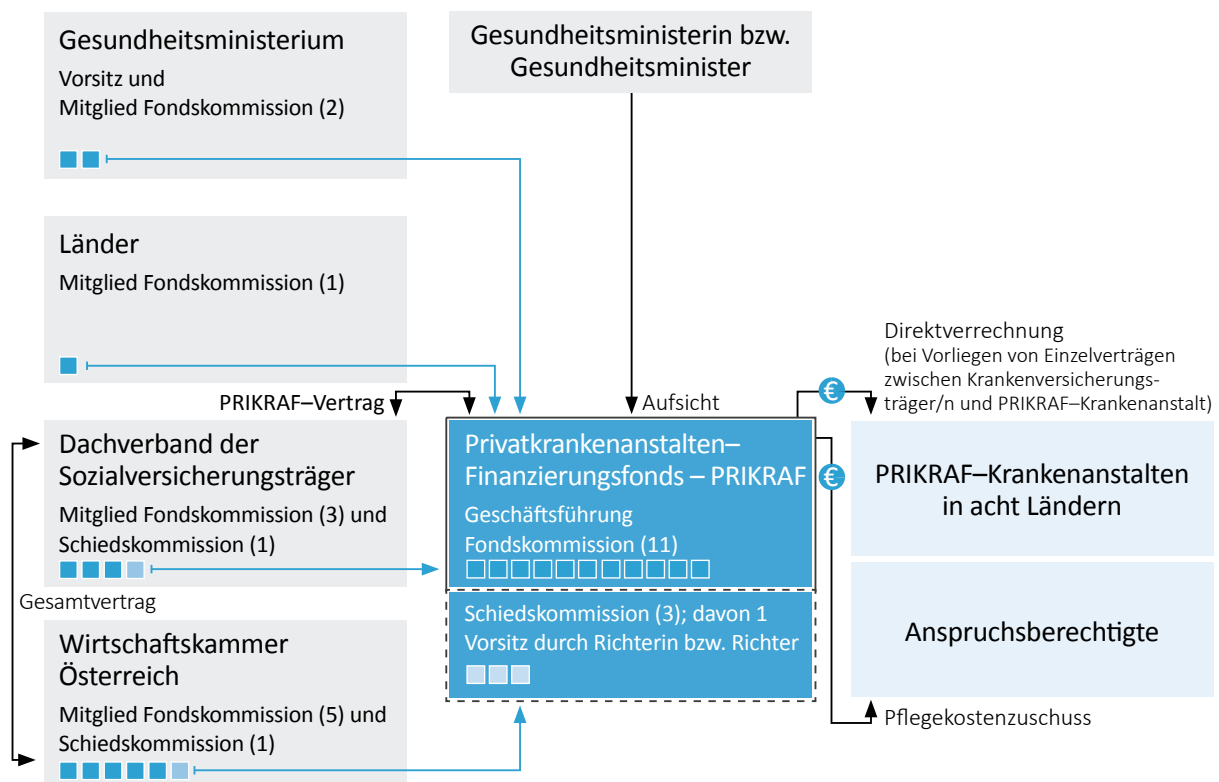 Gesundheitsministerium
Vorsitz und
Mitglied Fondskommission (2)
Gesundheitsministerin bzw.
Gesundheitsminister
Länder
Mitglied Fondskommission (1)
PRIKRAF–Vertrag
Aufsicht
Direktverrechnung
(bei Vorliegen von Einzelverträgen
zwischen Krankenversicherungs-
träger/n und PRIKRAF–Krankenanstalt)
€
€
Dachverband der
Sozialversicherungsträger
Mitglied Fondskommission (3) und
Schiedskommission (1)
Gesamtvertrag
Wirtschaftskammer
Österreich
Mitglied Fondskommission (5) und
Schiedskommission (1)
Privatkrankenanstalten–
Finanzierungsfonds – PRIKRAF
Geschäftsführung
Fondskommission (11)
Schiedskommission (3); davon 1
Vorsitz durch Richterin bzw. Richter
PRIKRAF–Krankenanstalten
in acht Ländern
Anspruchsberechtigte
Pflegekostenzuschuss